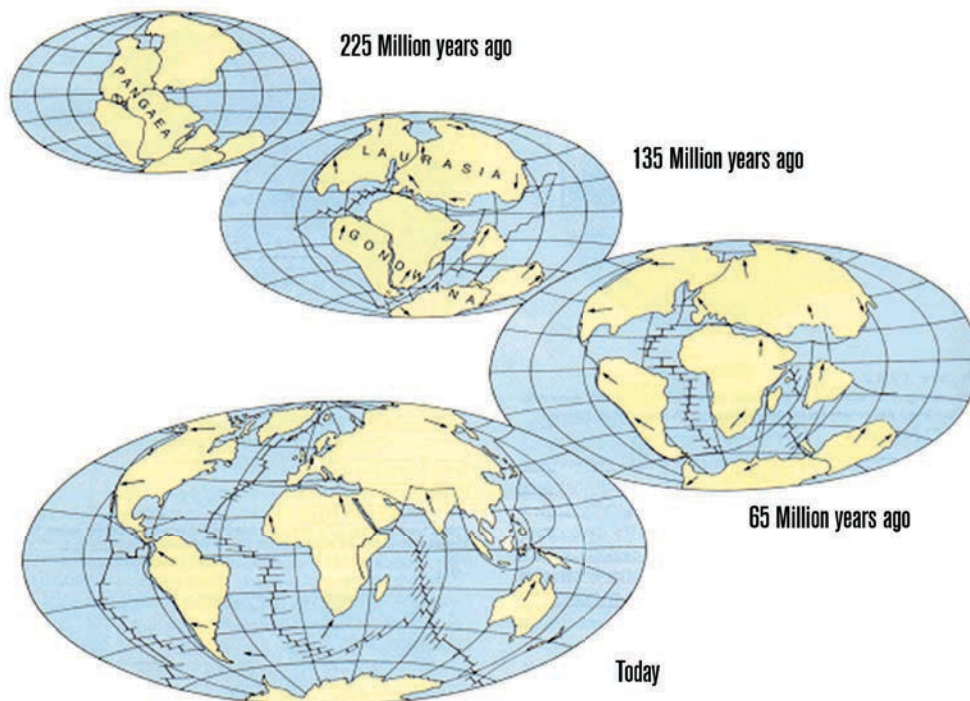 225 Million years ago
PANGAEA
135 Million years ago
LAURASIA
GONDWANA
65 Million years ago
Today